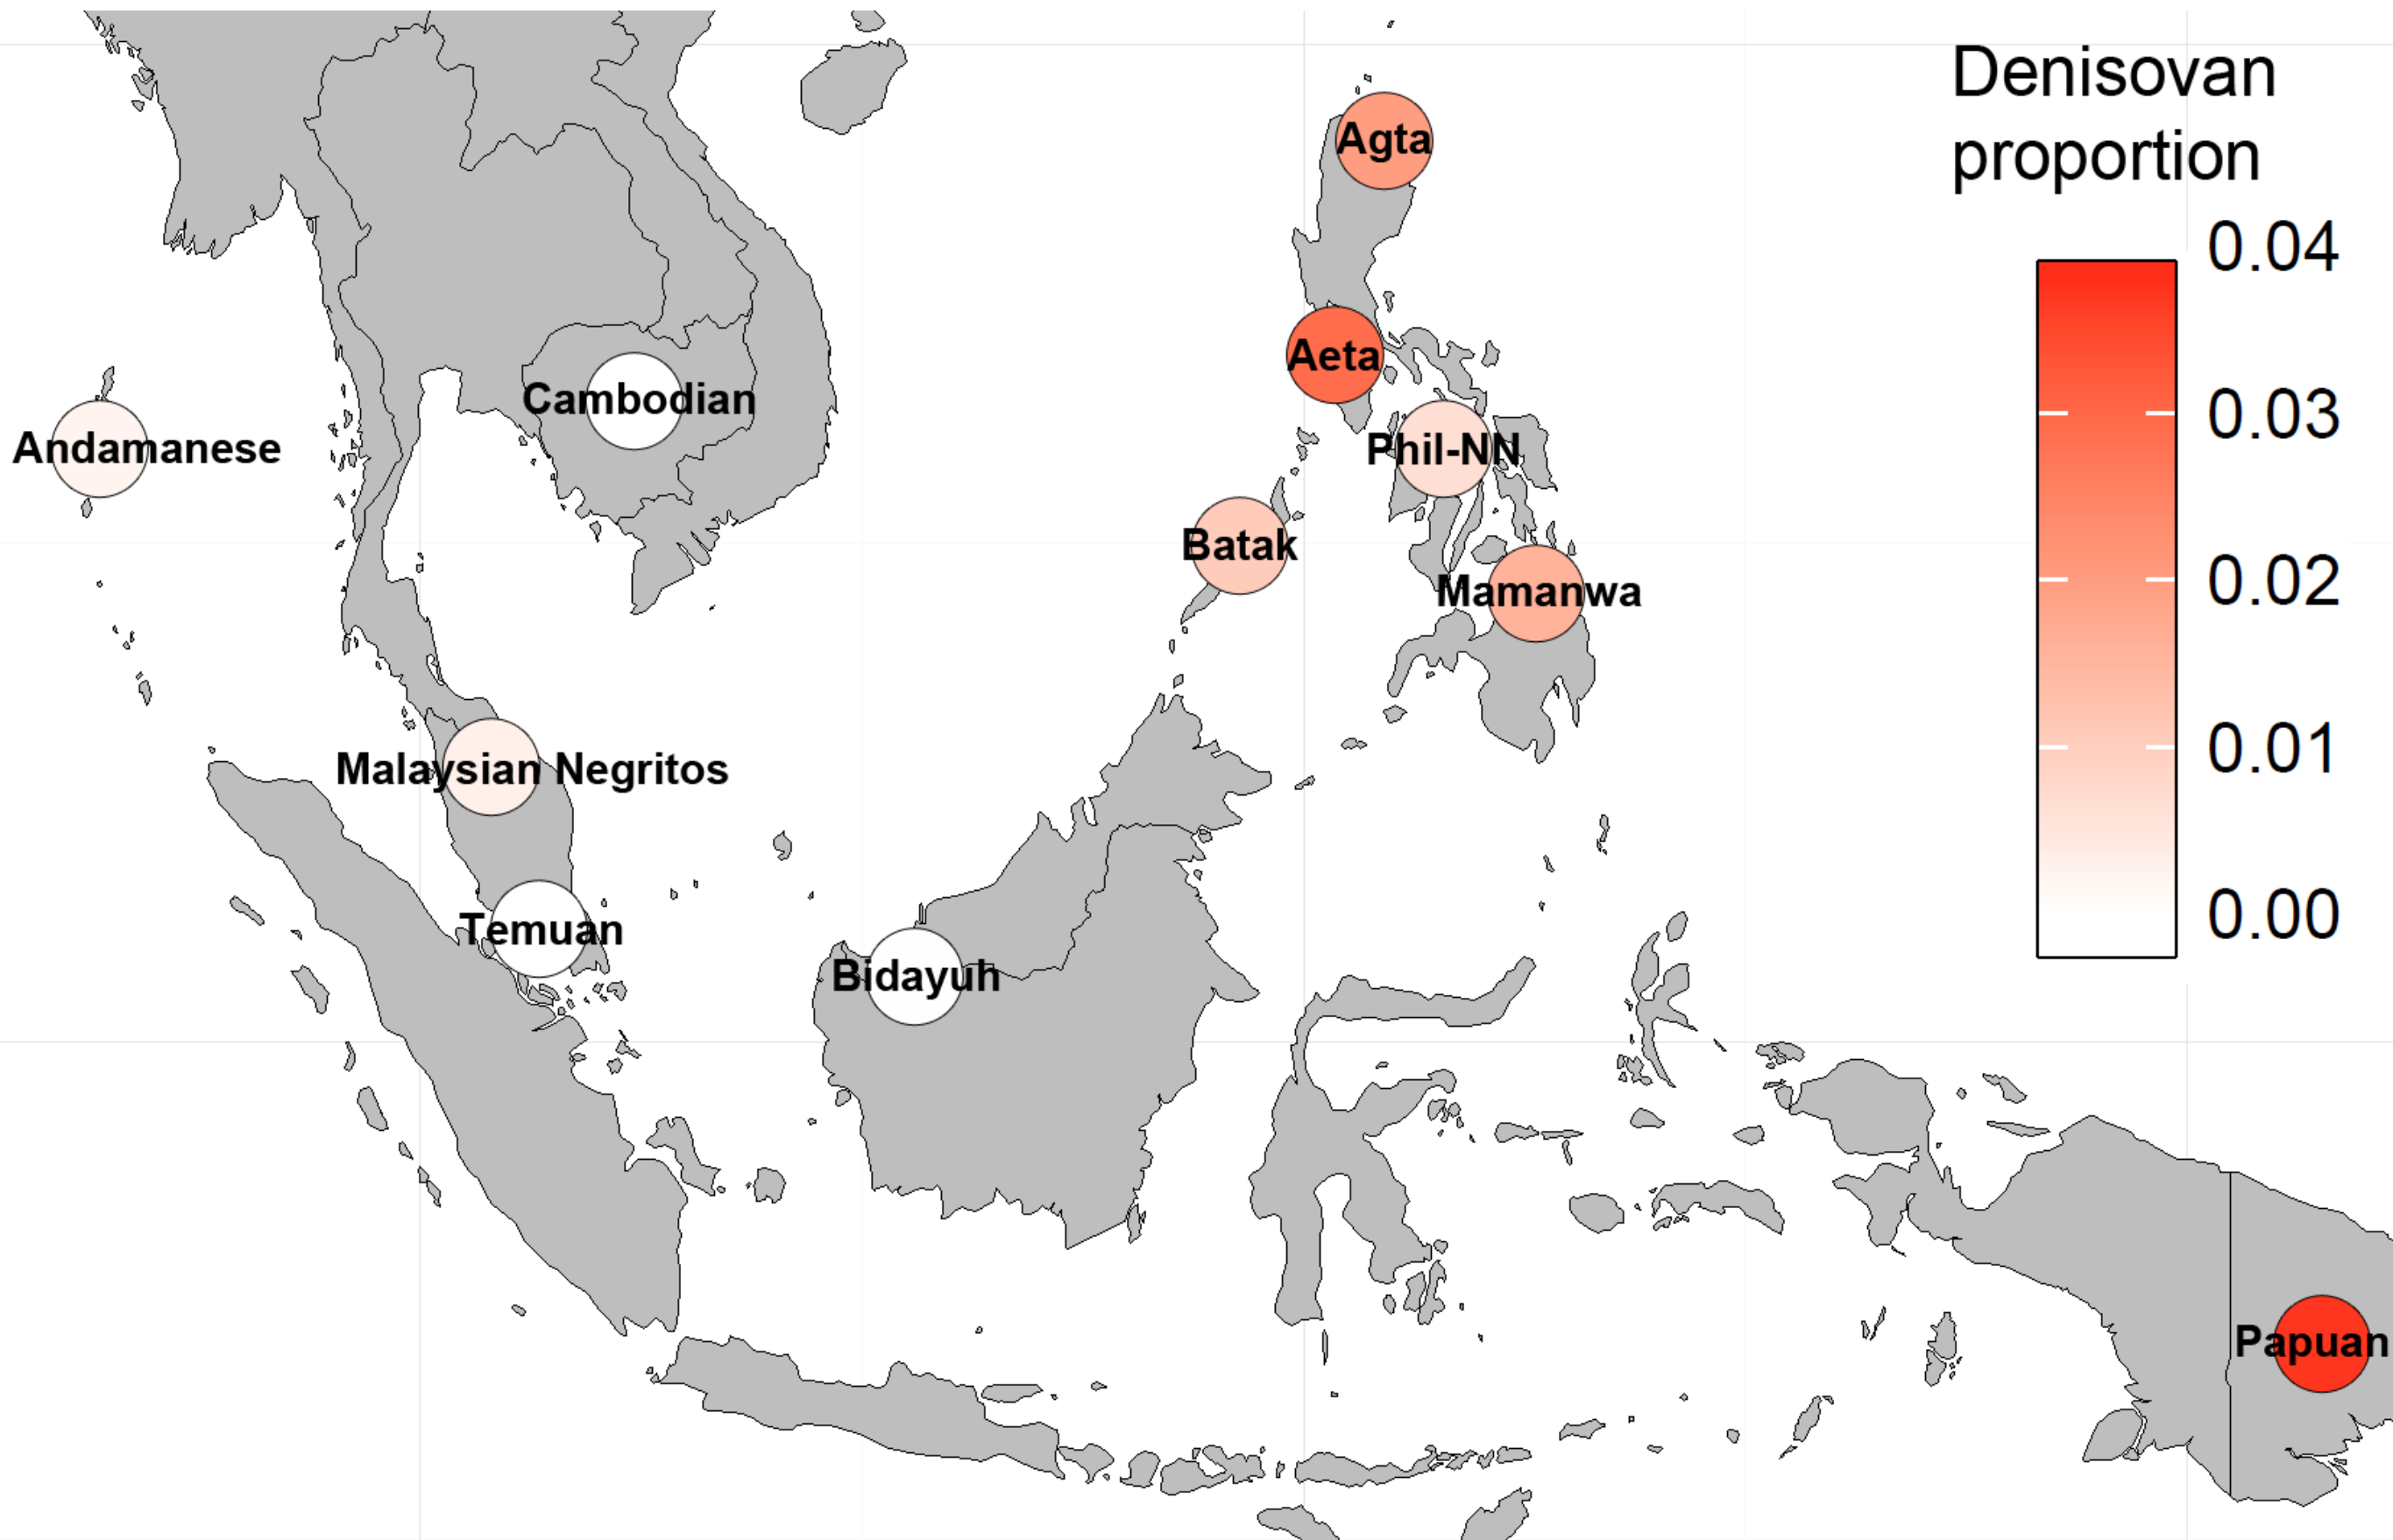 Denisovan
proportion
0.04
0.03
0.02
0.01
0.00
Agta
Aeta
Cambodian
Andamanese
Phil-NN
Batak
Mamanwa
Malaysian Negritos
Temuan
Bidayuh
Papuan